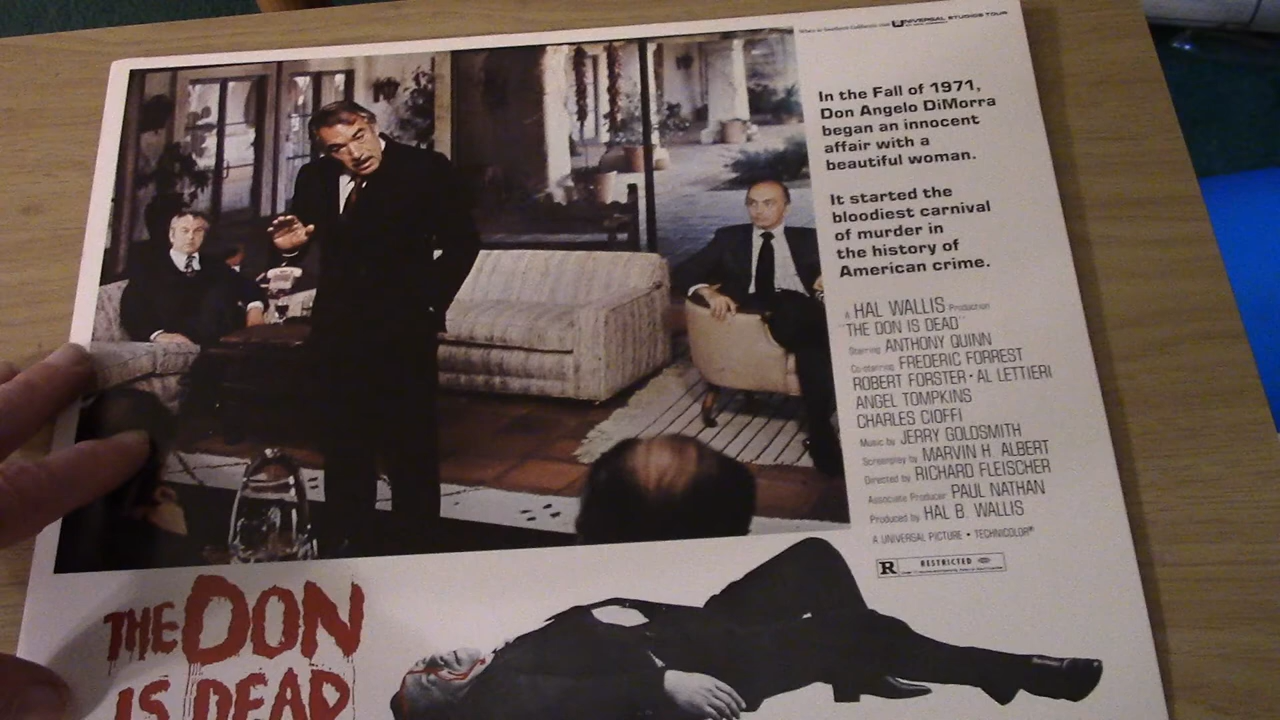 UNIVERSAL STUDIOS TOUR
In the Fall of 1971,
Don Angelo DiMorra
began an innocent
affair with a
beautiful woman.
It started the
bloodiest carnival
of murder in
the history of
American crime.
A HAL WALLIS Production
"THE DON IS DEAD"
Starring ANTHONY QUINN
Co-starring FREDERIC FORREST
ROBERT FORSTER • AL LETTIERI
ANGEL TOMPKINS
CHARLES CIOFFI
Music by JERRY GOLDSMITH
Screenplay by MARVIN H. ALBERT
Directed by RICHARD FLEISCHER
Associate Producer PAUL NATHAN
Produced by HAL B. WALLIS
A UNIVERSAL PICTURE • TECHNICOLOR®
R RESTRICTED
THE DON
IS DEAD